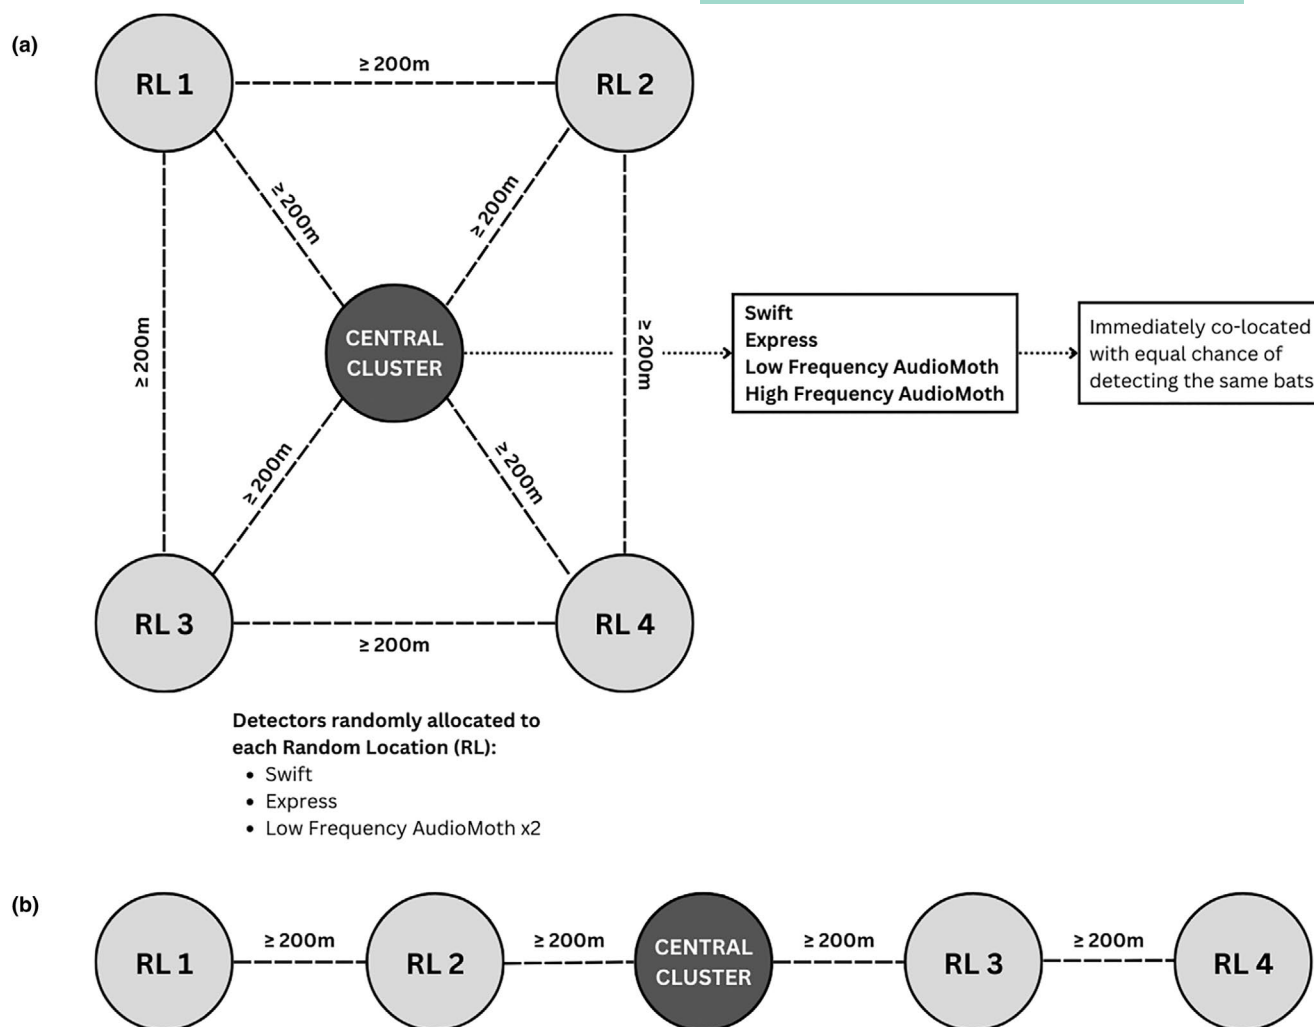 (a)
RL 1
≥ 200m
RL 2
≥ 200m
≥ 200m
≥ 200m
≥ 200m
CENTRAL
CLUSTER
Swift
Express
Low Frequency AudioMoth
High Frequency AudioMoth
Immediately co-located
with equal chance of
detecting the same bats
≥ 200m
≥ 200m
RL 3
≥ 200m
RL 4
Detectors randomly allocated to
each Random Location (RL):
• Swift
• Express
• Low Frequency AudioMoth x2
(b)
RL 1
≥ 200m
RL 2
≥ 200m
CENTRAL
CLUSTER
≥ 200m
RL 3
≥ 200m
RL 4